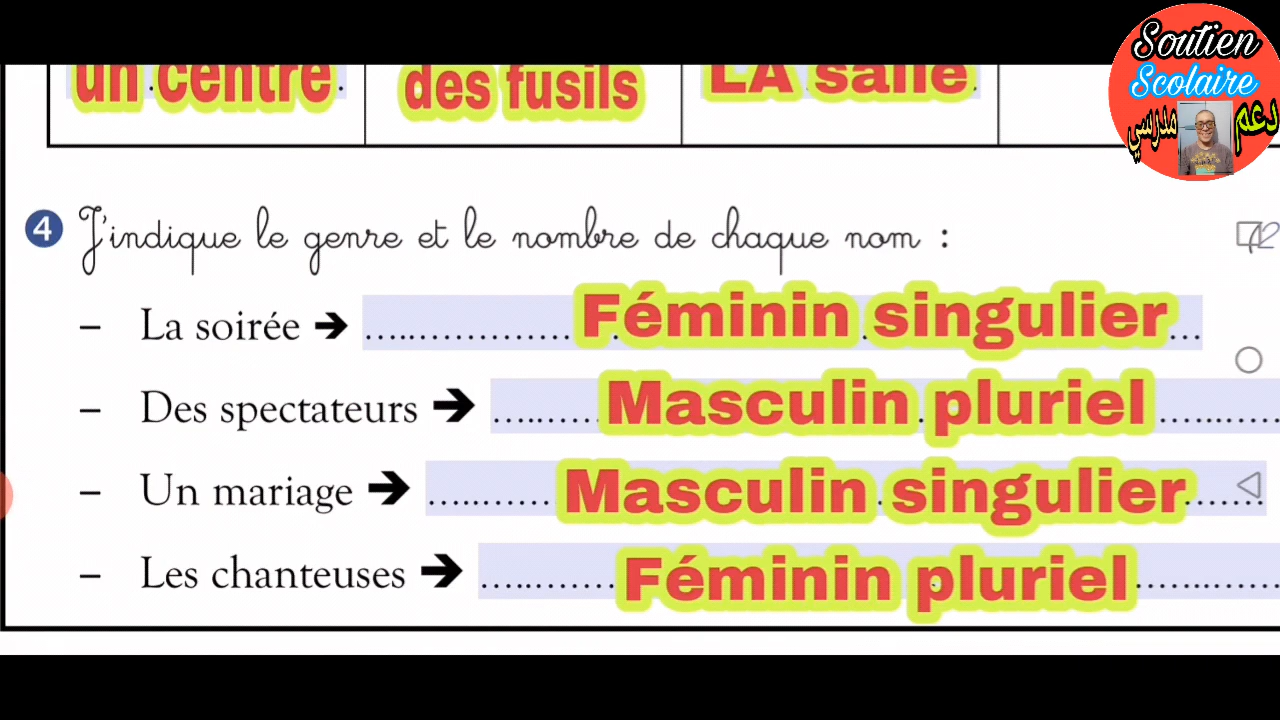 Soutien
Scolaire
دعم مدرسي
un centre
des fusils
LA salle
4 J'indique le genre et le nombre de chaque nom :
– La soirée ➔ Féminin singulier
– Des spectateurs ➔ Masculin pluriel
– Un mariage ➔ Masculin singulier
– Les chanteuses ➔ Féminin pluriel